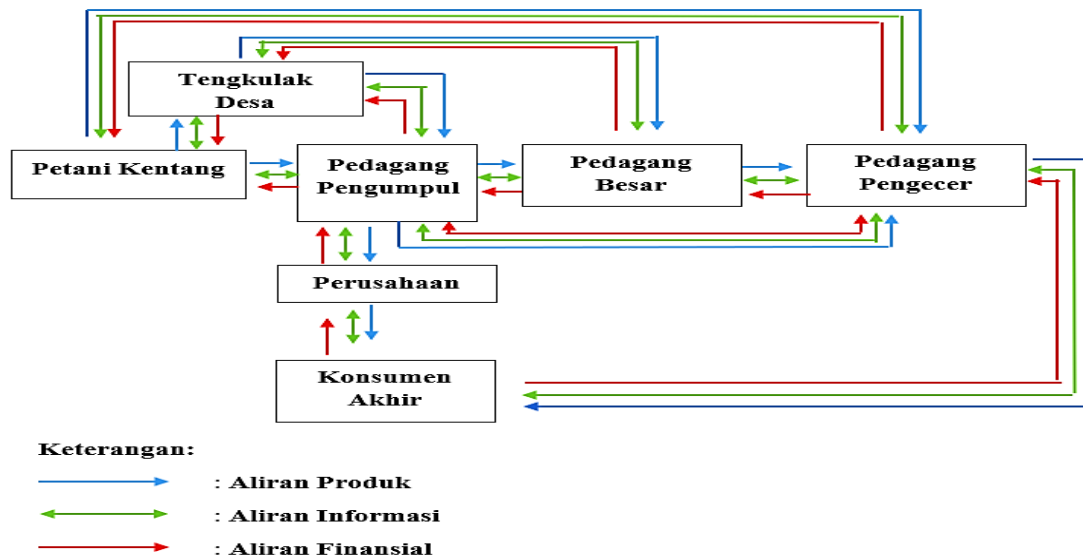 Tengkulak
Desa
Petani Kentang
Pedagang
Pengumpul
Pedagang
Besar
Pedagang
Pengecer
Perusahaan
Konsumen
Akhir
Keterangan:
: Aliran Produk
: Aliran Informasi
: Aliran Finansial